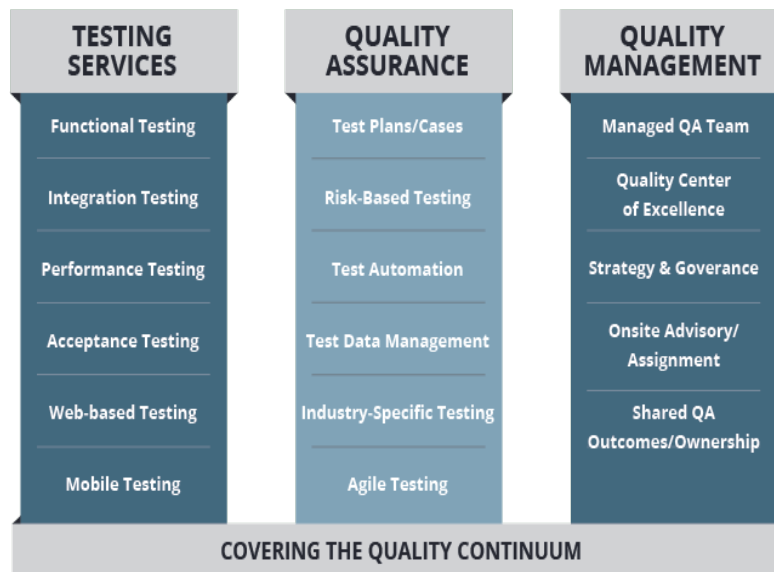 TESTING
SERVICES
Functional Testing
Integration Testing
Performance Testing
Acceptance Testing
Web-based Testing
Mobile Testing
QUALITY
ASSURANCE
Test Plans/Cases
Risk-Based Testing
Test Automation
Test Data Management
Industry-Specific Testing
Agile Testing
QUALITY
MANAGEMENT
Managed QA Team
Quality Center
of Excellence
Strategy & Goverance
Onsite Advisory/
Assignment
Shared QA
Outcomes/Ownership
COVERING THE QUALITY CONTINUUM